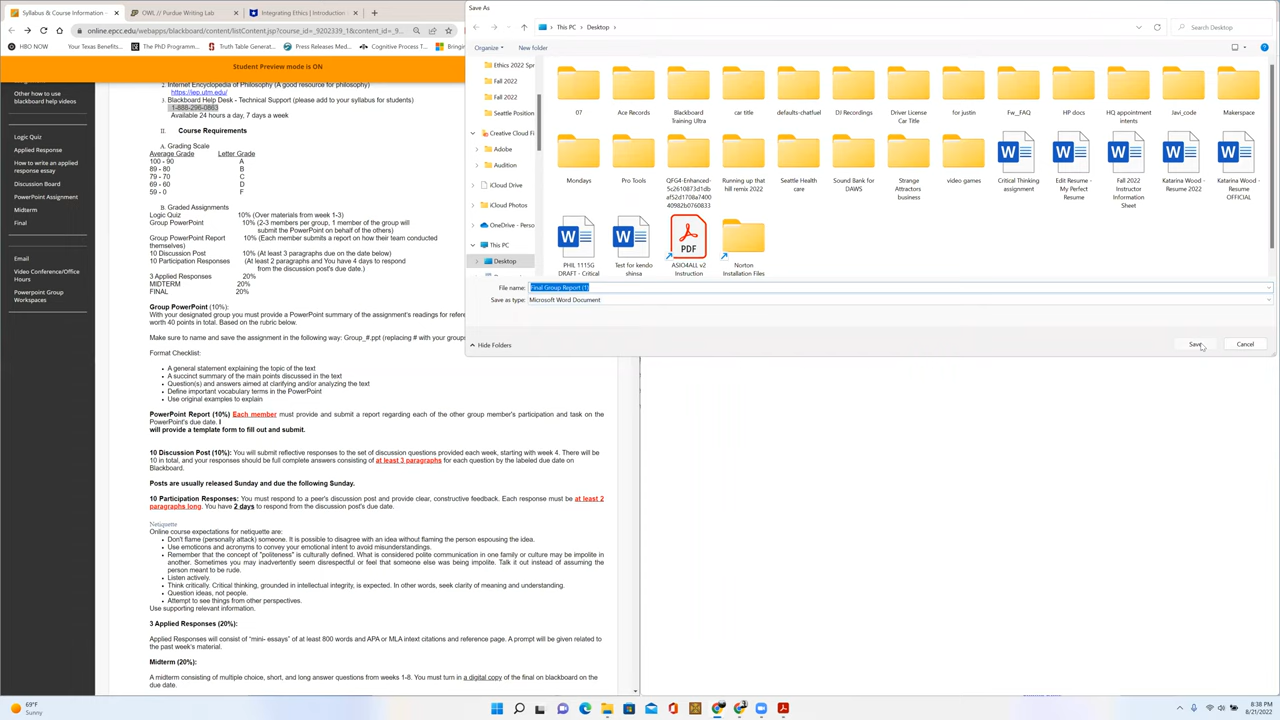 Syllabus & Course Information
OWL // Purdue Writing Lab
Integrating Ethics | Introduction
online.epcc.edu/webapps/blackboard/content/listContent.jsp?course_id=_9202339_1&content_id=_9...
HBO NOW
Your Texas Benefits...
The PhD Programm...
Truth Table Generat...
Press Releases Med...
Cognitive Process T...
Bringing
Student Preview mode is ON
Other how to use
blackboard help videos
Logic Quiz
Applied Response
How to write an applied
response essay
Discussion Board
PowerPoint Assignment
Midterm
Final
Email
Video Conference/Office
Hours
Powerpoint Group
Workspaces
2. Internet Encyclopedia of Philosophy (A good resource for philosophy)
https://iep.utm.edu/
3. Blackboard Help Desk - Technical Support (please add to your syllabus for students)
1-888-296-0863
Available 24 hours a day, 7 days a week
II. Course Requirements
A. Grading Scale
Average Grade Letter Grade
100 - 90 A
89 - 80 B
79 - 70 C
69 - 60 D
59 - 0 F
B. Graded Assignments
Logic Quiz 10% (Over materials from week 1-3)
Group PowerPoint 10% (2-3 members per group, 1 member of the group will
submit the PowerPoint on behalf of the others)
Group PowerPoint Report 10% (Each member submits a report on how their team conducted
themselves)
10 Discussion Post 10% (At least 3 paragraphs due on the date below)
10 Participation Responses 10% (At least 2 paragraphs and You have 4 days to respond
from the discussion post's due date.)
3 Applied Responses 20%
MIDTERM 20%
FINAL 20%
Group PowerPoint (10%):
With your designated group you must provide a PowerPoint summary of the assignment's readings for refere
worth 40 points in total. Based on the rubric below.
Make sure to name and save the assignment in the following way: Group_#.ppt (replacing # with your group
Format Checklist:
• A general statement explaining the topic of the text
• A succinct summary of the main points discussed in the text
• Question(s) and answers aimed at clarifying and/or analyzing the text
• Define important vocabulary terms in the PowerPoint
• Use original examples to explain
PowerPoint Report (10%) Each member must provide and submit a report regarding each of the other group member's participation and task on the
PowerPoint's due date. I
will provide a template form to fill out and submit.
10 Discussion Post (10%): You will submit reflective responses to the set of discussion questions provided each week, starting with week 4. There will be
10 in total, and your responses should be full complete answers consisting of at least 3 paragraphs for each question by the labeled due date on
Blackboard.
Posts are usually released Sunday and due the following Sunday.
10 Participation Responses: You must respond to a peer's discussion post and provide clear, constructive feedback. Each response must be at least 2
paragraphs long. You have 2 days to respond from the discussion post's due date.
Netiquette
Online course expectations for netiquette are:
• Don't flame (personally attack) someone. It is possible to disagree with an idea without flaming the person espousing the idea.
• Use emoticons and acronyms to convey your emotional intent to avoid misunderstandings.
• Remember that the concept of "politeness" is culturally defined. What is considered polite communication in one family or culture may be impolite in
another. Sometimes you may inadvertently seem disrespectful or feel that someone else was being impolite. Talk it out instead of assuming the
person meant to be rude.
• Listen actively.
• Think critically. Critical thinking, grounded in intellectual integrity, is expected. In other words, seek clarity of meaning and understanding.
• Question ideas, not people.
• Attempt to see things from other perspectives.
Use supporting relevant information.
3 Applied Responses (20%):
Applied Responses will consist of "mini- essays" of at least 800 words and APA or MLA intext citations and reference page. A prompt will be given related to
the past week's material.
Midterm (20%):
A midterm consisting of multiple choice, short, and long answer questions from weeks 1-8. You must turn in a digital copy of the final on blackboard on the
due date.
Save As
This PC
Desktop
Search Desktop
Organize
New folder
Ethics 2022 Spr
Fall 2022
Fall 2022
Seattle Position
Creative Cloud Fi
Adobe
Audition
iCloud Drive
iCloud Photos
OneDrive - Perso
This PC
Desktop
07
Ace Records
Blackboard
Training Ultra
car title
defaults-chatfuel
DJ Recordings
Driver License
Car Title
for justin
Fw__FAQ
HP docs
HQ appointment
intents
Javi_code
Makerspace
Mondays
Pro Tools
QFG4-Enhanced-
5c2610873d1db
af52d1708a7400
40982b0760833
Running up that
hill remix 2022
Seattle Health
care
Sound Bank for
DAWS
Strange
Attractors
business
video games
Critical Thinking
assignment
Edit Resume -
My Perfect
Resume
Fall 2022
Instructor
Information
Sheet
Katarina Wood -
Resume 2022
Katarina Wood -
Resume OFFICIAL
PHIL 1115G
DRAFT - Critical
Test for kendo
shinsa
PDF
ASIO4ALL v2
Instruction
Norton
Installation Files
File name: Final Group Report (1)
Save as type: Microsoft Word Document
Hide Folders
Save
Cancel
69°F
Sunny
8:38 PM
8/21/2022